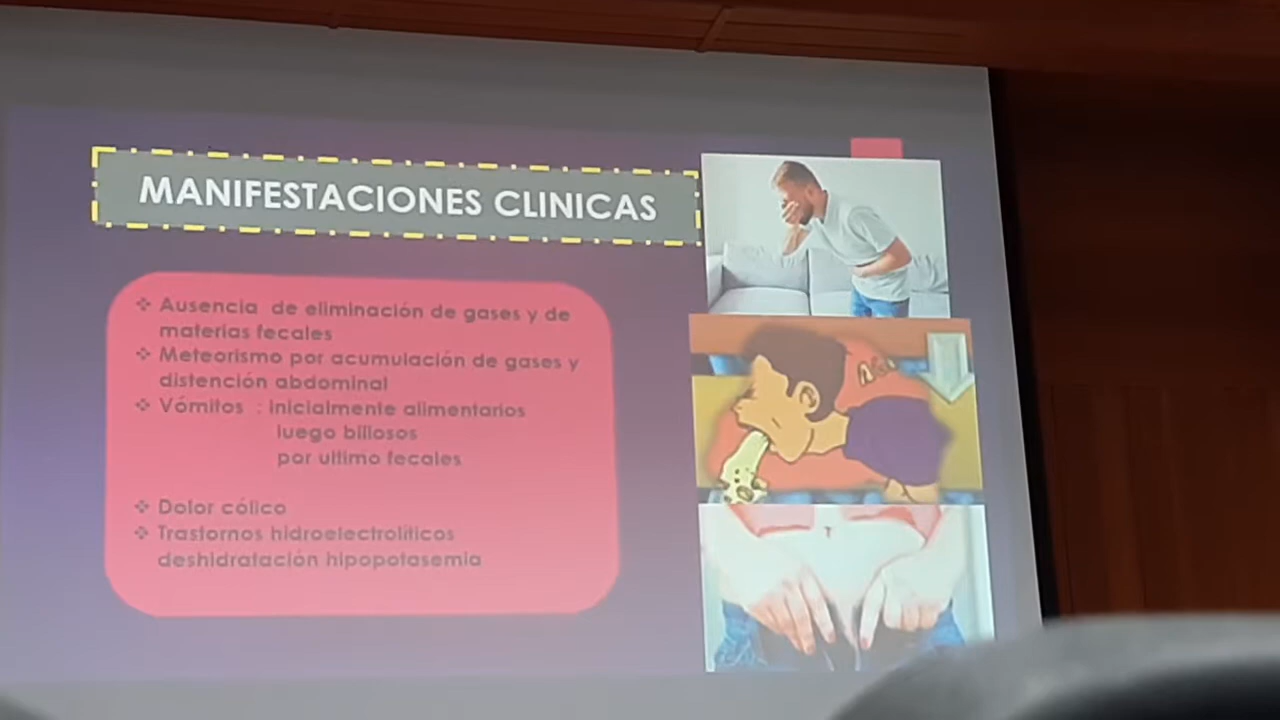 MANIFESTACIONES CLINICAS
❖ Ausencia de eliminación de gases y de
materias fecales
❖ Meteorismo por acumulación de gases y
distención abdominal
❖ Vómitos : inicialmente alimentarios
luego biliosos
por ultimo fecales
❖ Dolor cólico
❖ Trastornos hidroelectrolíticos
deshidratación hipopotasemia